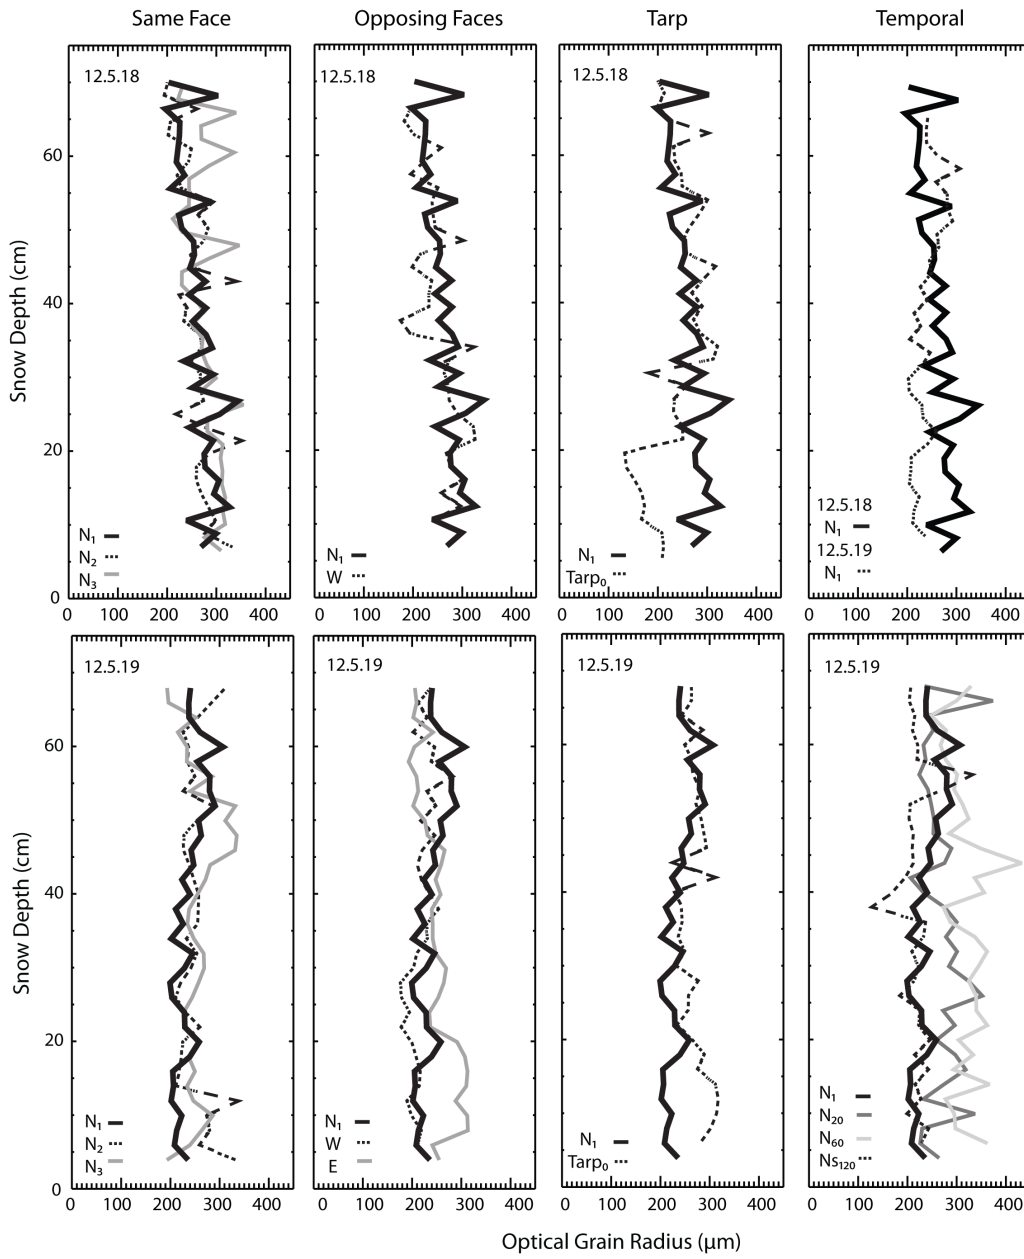 Same Face Opposing Faces Tarp Temporal
12.5.18 12.5.18 12.5.18 12.5.18
Snow Depth (cm)
60
40
20
0
N₁
N₂
N₃
N₁
W
N₁
Tarp₀
12.5.18
N₁
12.5.19
N₁
0 100 200 300 400 0 100 200 300 400 0 100 200 300 400 0 100 200 300 400
12.5.19 12.5.19 12.5.19 12.5.19
Snow Depth (cm)
60
40
20
0
N₁
N₂
N₃
N₁
W
E
N₁
Tarp₀
N₁
N₂₀
N₆₀
Ns₁₂₀
0 100 200 300 400 0 100 200 300 400 0 100 200 300 400 0 100 200 300 400
Optical Grain Radius (μm)